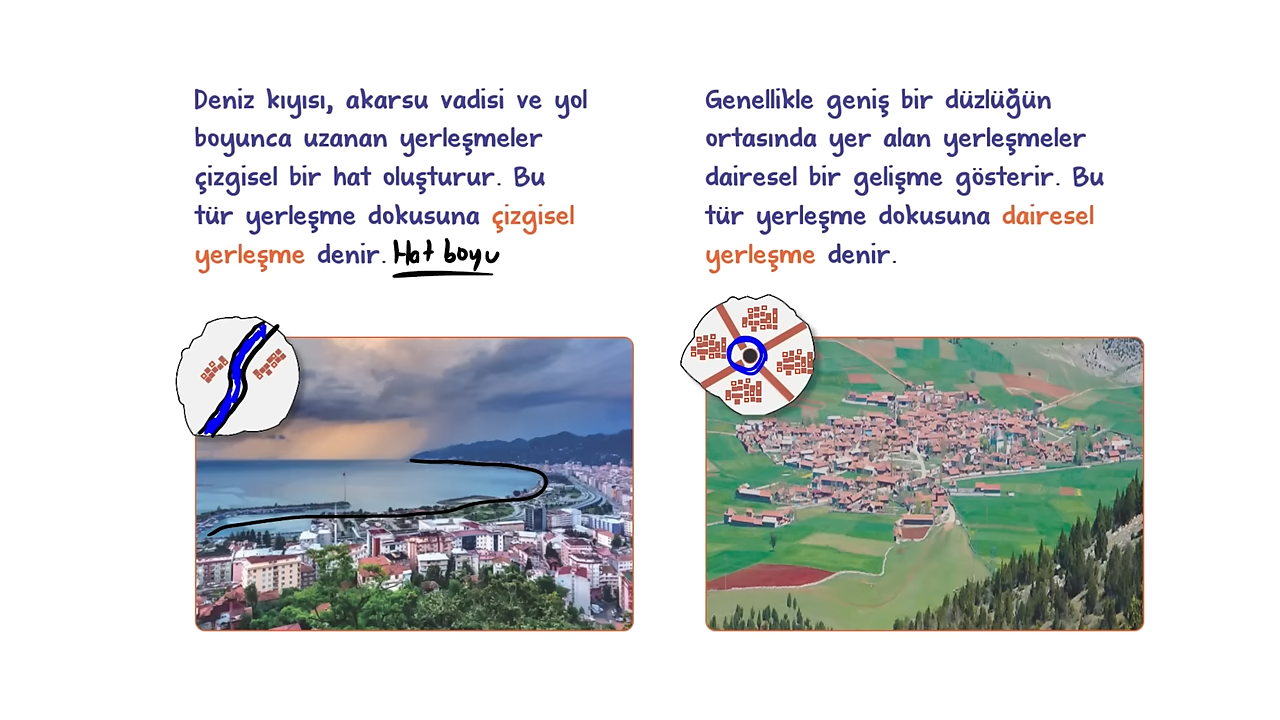 Deniz kıyısı, akarsu vadisi ve yol
boyunca uzanan yerleşmeler
çizgisel bir hat oluşturur. Bu
tür yerleşme dokusuna çizgisel
yerleşme denir. Hat boyu
Genellikle geniş bir düzlüğün
ortasında yer alan yerleşmeler
dairesel bir gelişme gösterir. Bu
tür yerleşme dokusuna dairesel
yerleşme denir.